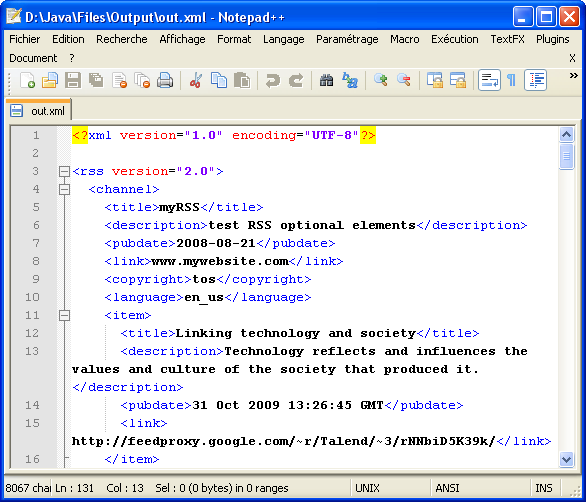 D:\Java\Files\Output\out.xml - Notepad++
Fichier Edition Recherche Affichage Format Langage Paramétrage Macro Exécution TextFX Plugins
Document ? X
out.xml
1 <?xml version="1.0" encoding="UTF-8"?>
2
3 <rss version="2.0">
4 <channel>
5 <title>myRSS</title>
6 <description>test RSS optional elements</description>
7 <pubdate>2008-08-21</pubdate>
8 <link>www.mywebsite.com</link>
9 <copyright>tos</copyright>
10 <language>en_us</language>
11 <item>
12 <title>Linking technology and society</title>
13 <description>Technology reflects and influences the
values and culture of the society that produced it.
</description>
14 <pubdate>31 Oct 2009 13:26:45 GMT</pubdate>
15 <link>
http://feedproxy.google.com/~r/Talend/~3/rNNbiD5K39k/</link>
16 </item>
8067 chai Ln : 131 Col : 13 Sel : 0 (0 bytes) in 0 ranges UNIX ANSI INS